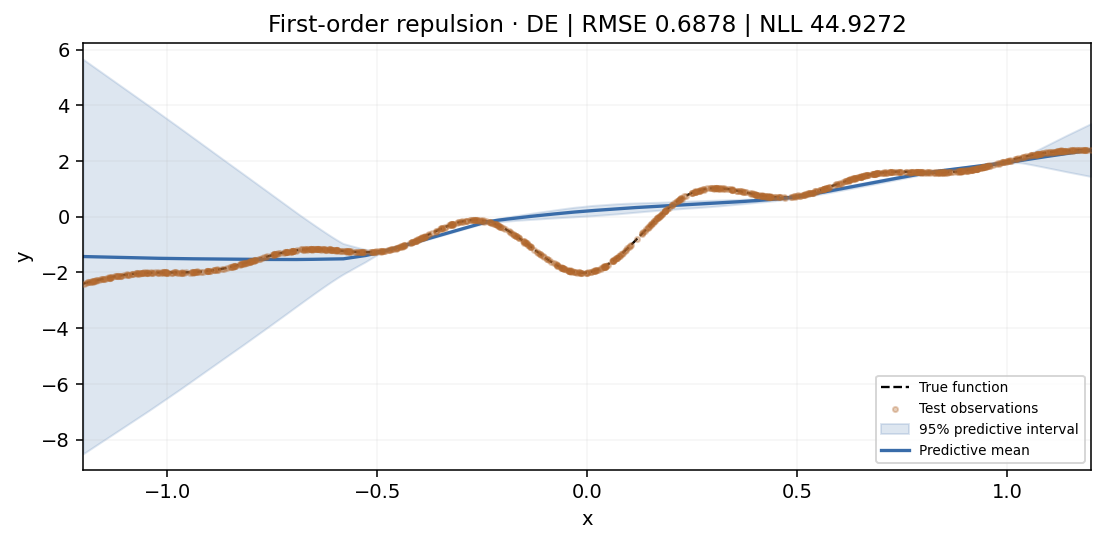 First-order repulsion · DE | RMSE 0.6878 | NLL 44.9272
6
4
2
0
−2
−4
−6
−8
y
−1.0
−0.5
0.0
0.5
1.0
x
True function
Test observations
95% predictive interval
Predictive mean